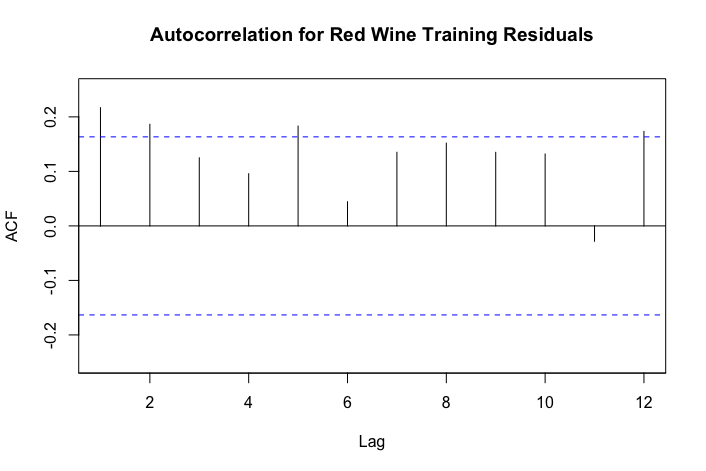 Autocorrelation for Red Wine Training Residuals
ACF
0.2
0.1
0.0
-0.1
-0.2
2 4 6 8 10 12
Lag